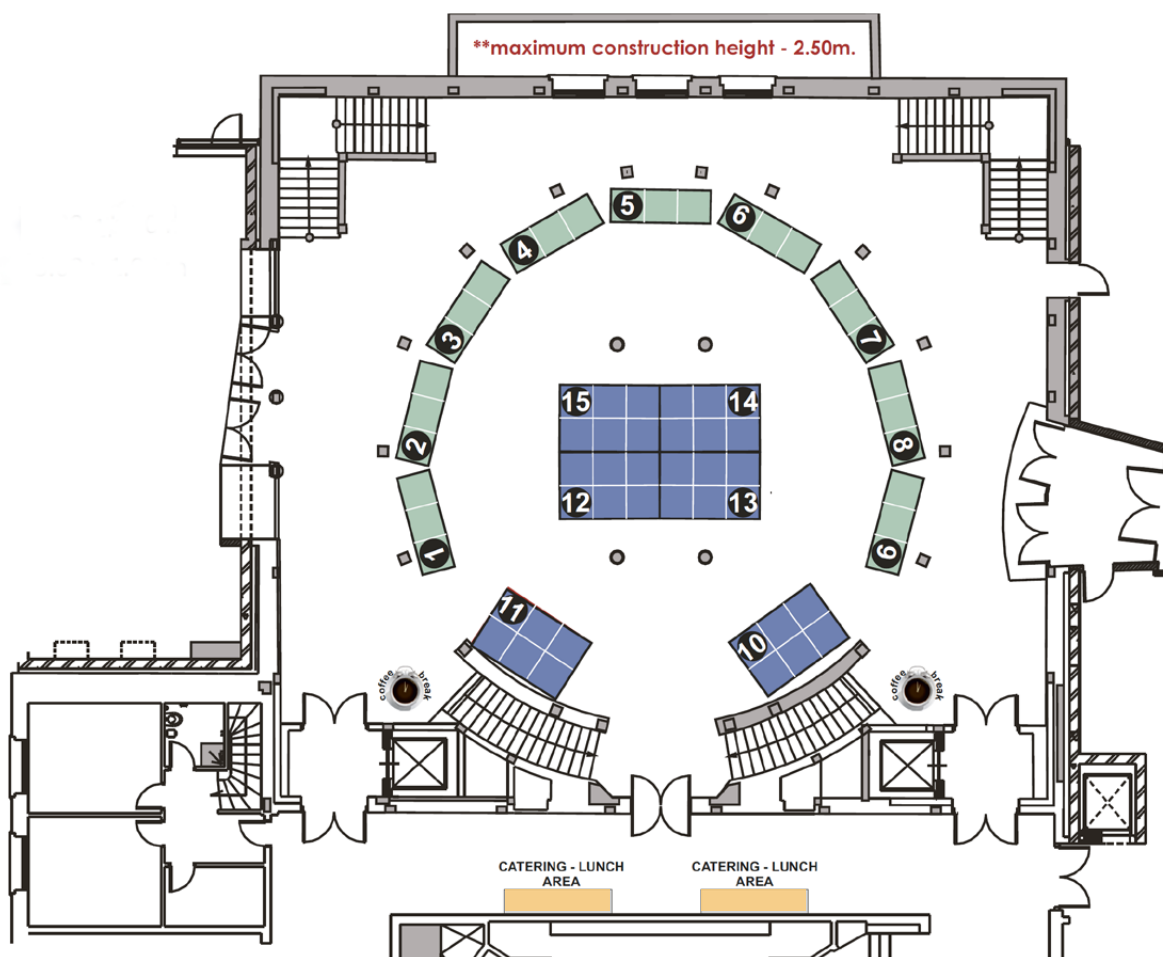 **maximum construction height - 2.50m.
5
6
4
3
7
15
14
2
8
12
13
1
9
11
10
coffee break
coffee break
CATERING - LUNCH
AREA
CATERING - LUNCH
AREA